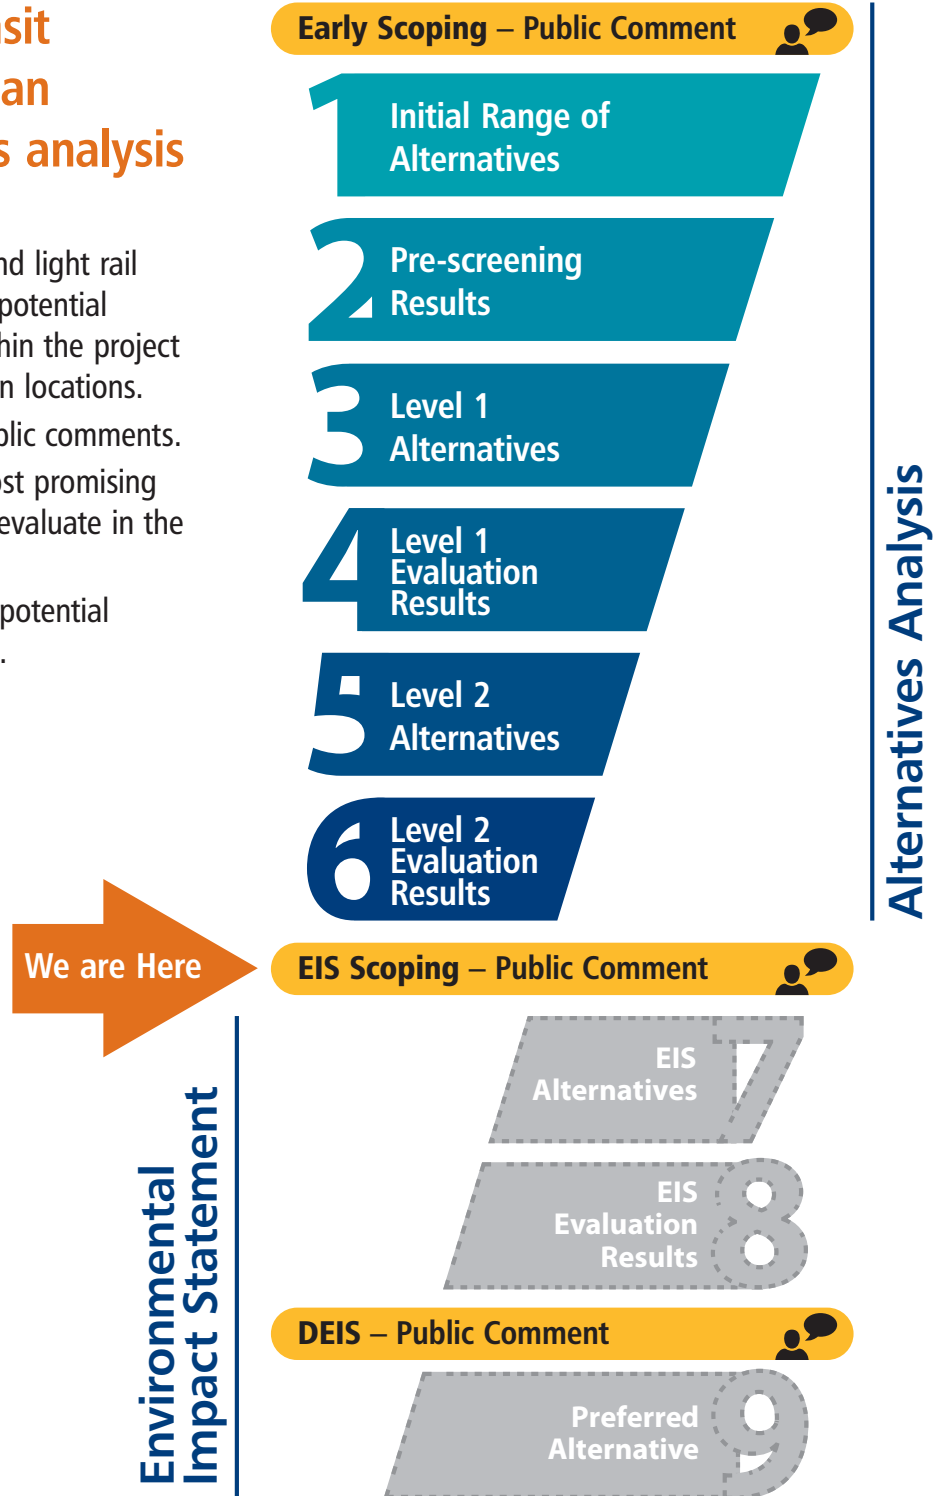 sit
an
s analysis
nd light rail
potential
thin the project
n locations.
blic comments.
ost promising
evaluate in the
potential
.
Early Scoping – Public Comment
1 Initial Range of
Alternatives
2 Pre-screening
Results
3 Level 1
Alternatives
4 Level 1
Evaluation
Results
5 Level 2
Alternatives
6 Level 2
Evaluation
Results
Alternatives Analysis
We are Here
EIS Scoping – Public Comment
Environmental
Impact Statement
EIS
Alternatives 7
EIS
Evaluation
Results 8
DEIS – Public Comment
Preferred
Alternative 9